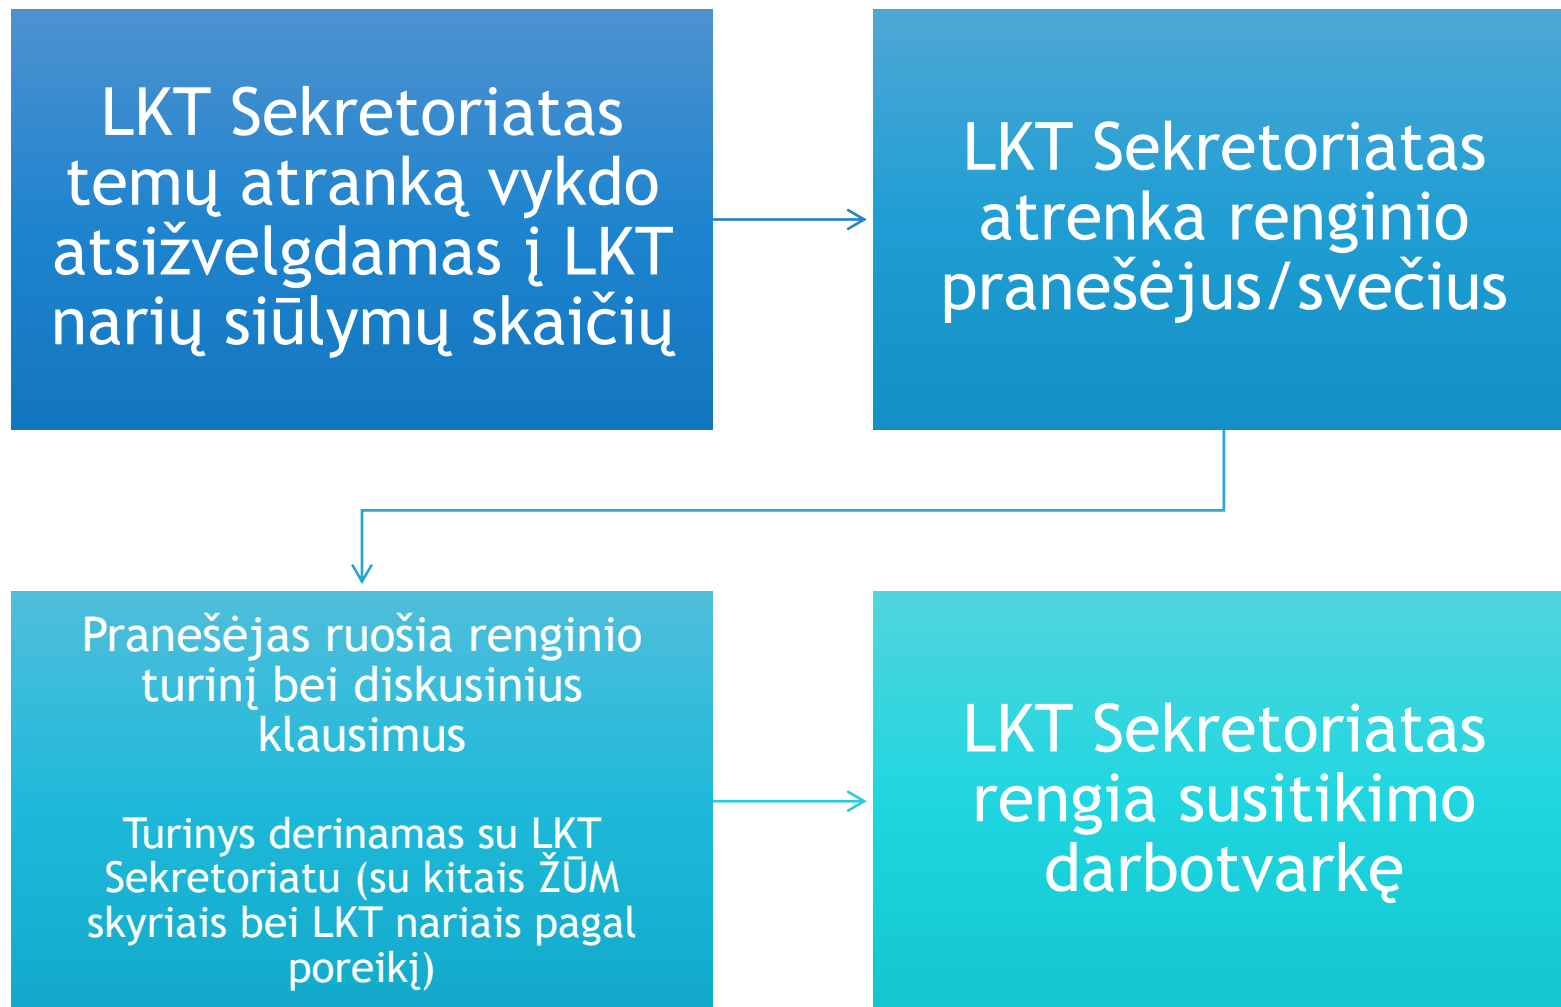 LKT Sekretoriatas
temų atranką vykdo
atsižvelgdamas į LKT
narių siūlymų skaičių
LKT Sekretoriatas
atrenka renginio
pranešėjus/svečius
Pranešėjas ruošia renginio
turinį bei diskusinius
klausimus
Turinys derinamas su LKT
Sekretoriatu (su kitais ŽŪM
skyriais bei LKT nariais pagal
poreikį)
LKT Sekretoriatas
rengia susitikimo
darbotvarkę